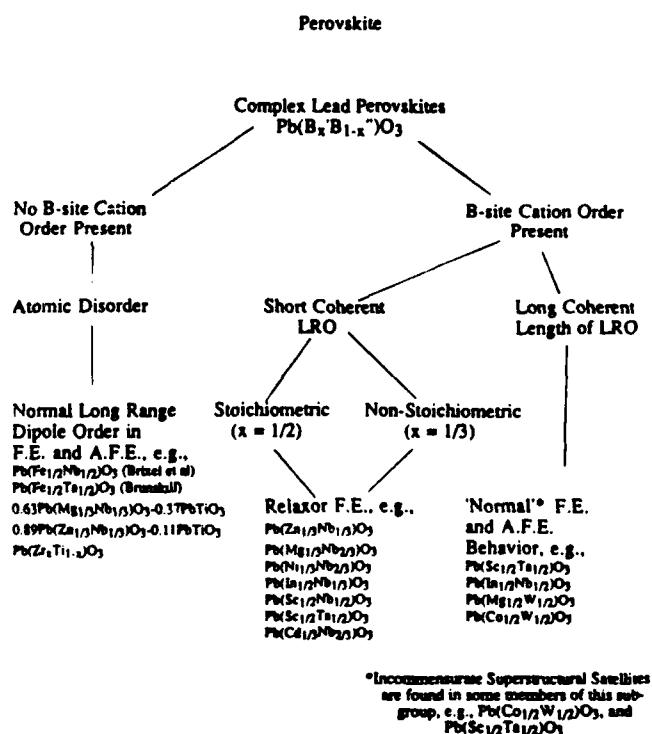 Perovskite
Complex Lead Perovskites
Pb(Bx'B1-x")O3
No B-site Cation
Order Present
B-site Cation Order
Present
Atomic Disorder
Short Coherent
LRO
Long Coherent
Length of LRO
Normal Long Range
Dipole Order in
F.E. and A.F.E., e.g.,
Pb(Fe1/2Nb1/2)O3
Pb(Fe1/2Ta1/2)O3
0.63Pb(Mg1/3Nb1/3)O3-0.37PbTiO3
0.89Pb(Zn1/3Nb1/3)O3-0.11PbTiO3
Pb(ZrxTi1-x)O3
Stoichiometric
(x = 1/2)
Non-Stoichiometric
(x = 1/3)
Relaxor F.E., e.g.,
Pb(Zn1/3Nb1/3)O3
Pb(Mg1/3Nb2/3)O3
Pb(Ni1/3Nb2/3)O3
Pb(In1/2Nb1/3)O3
Pb(Sc1/2Nb1/2)O3
Pb(Sc1/2Ta1/2)O3
Pb(Cd1/3Nb2/3)O3
'Normal'* F.E.
and A.F.E.
Behavior, e.g.,
Pb(Sc1/2Ta1/2)O3
Pb(In1/2Nb1/2)O3
Pb(Mg1/2W1/2)O3
Pb(Co1/2W1/2)O3
*Incommensurate Superstructural Satellites
are found in some members of this sub-
group, e.g., Pb(Co1/2W1/2)O3, and
Pb(Sc1/2Ta1/2)O3